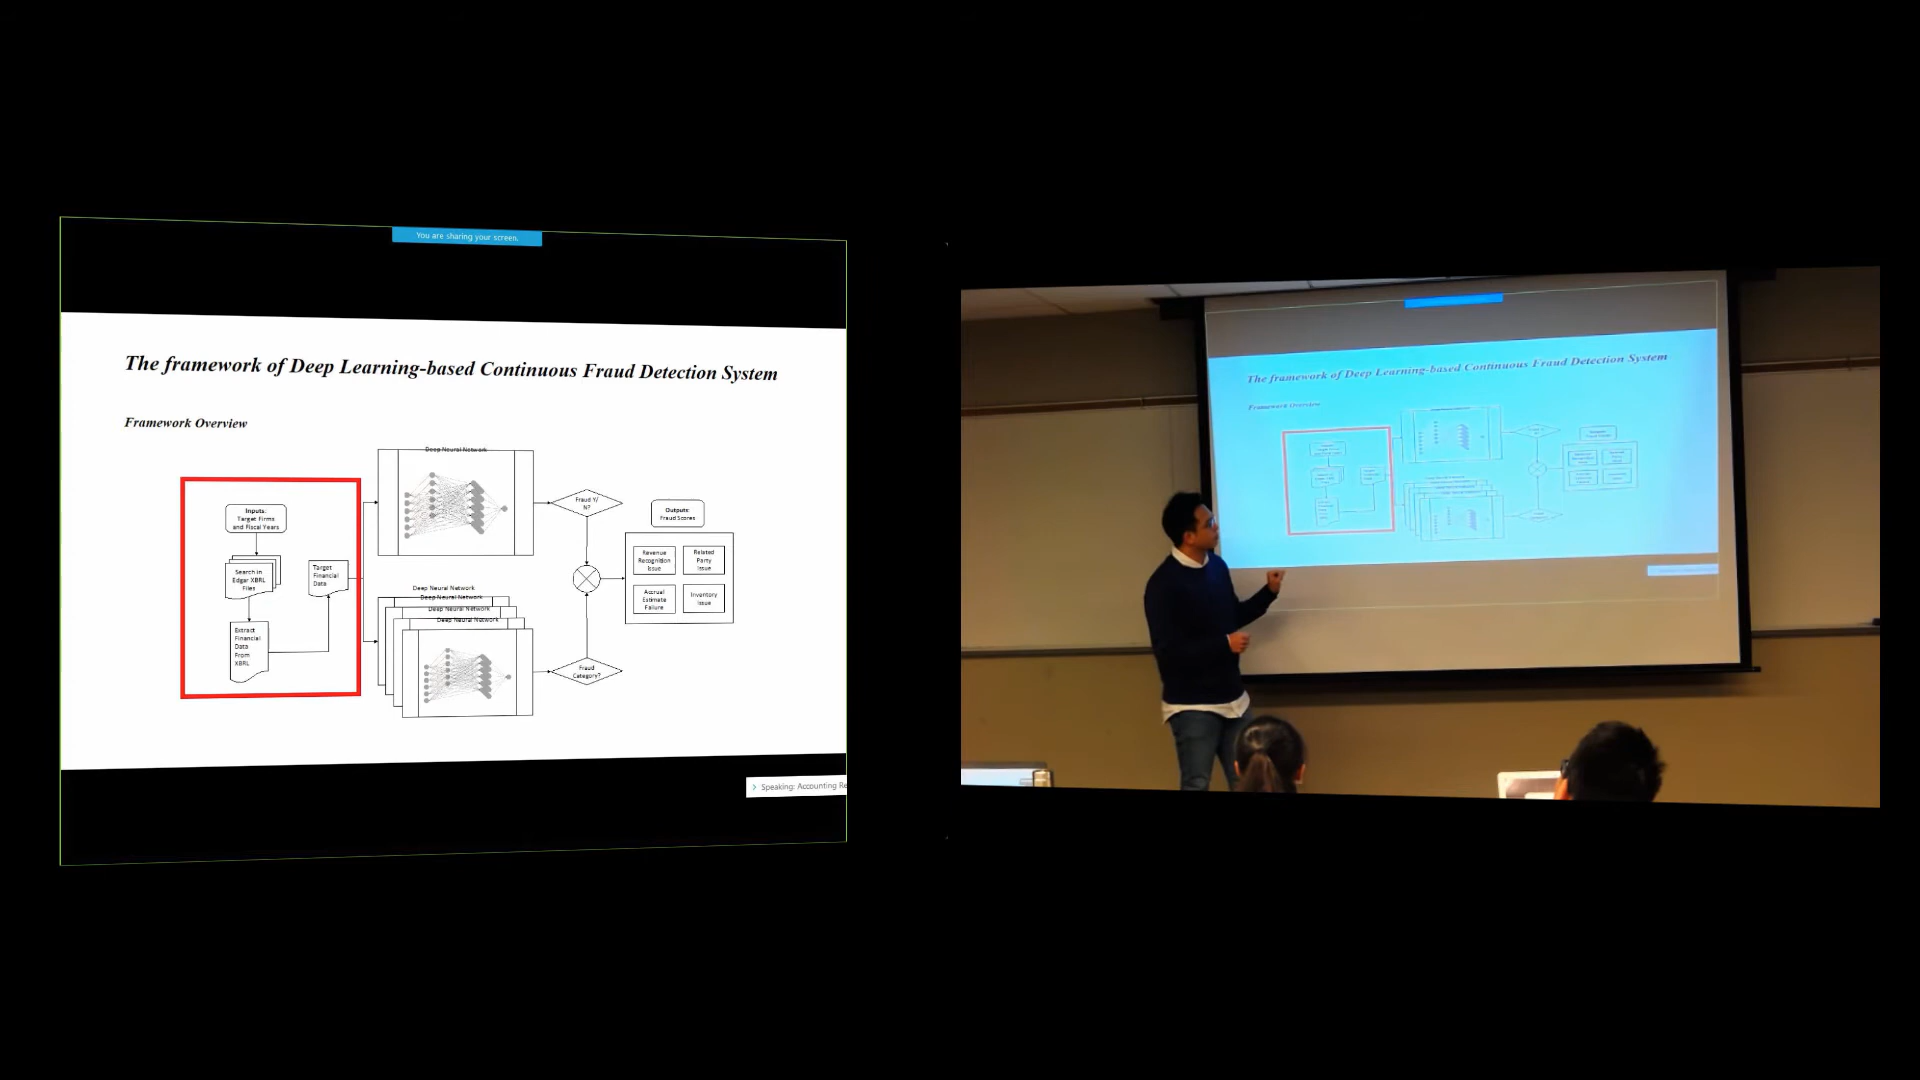 You are sharing your screen.
The framework of Deep Learning-based Continuous Fraud Detection System
Framework Overview
Inputs:
Target Firms
and Fiscal Years
Search in
Edgar XBRL
Files
Extract
Financial
Data
From
XBRL
Target
Financial
Data
Deep Neural Network
Deep Neural Network
Deep Neural Network
Deep Neural Network
Deep Neural Network
Fraud Y/
N?
Fraud
Category?
Outputs:
Fraud Scores
Revenue
Recognition
Issue
Related
Party
Issue
Accrual
Estimate
Failure
Inventory
Issue
Speaking: Accounting Re
The framework of Deep Learning-based Continuous Fraud Detection System
Framework Overview